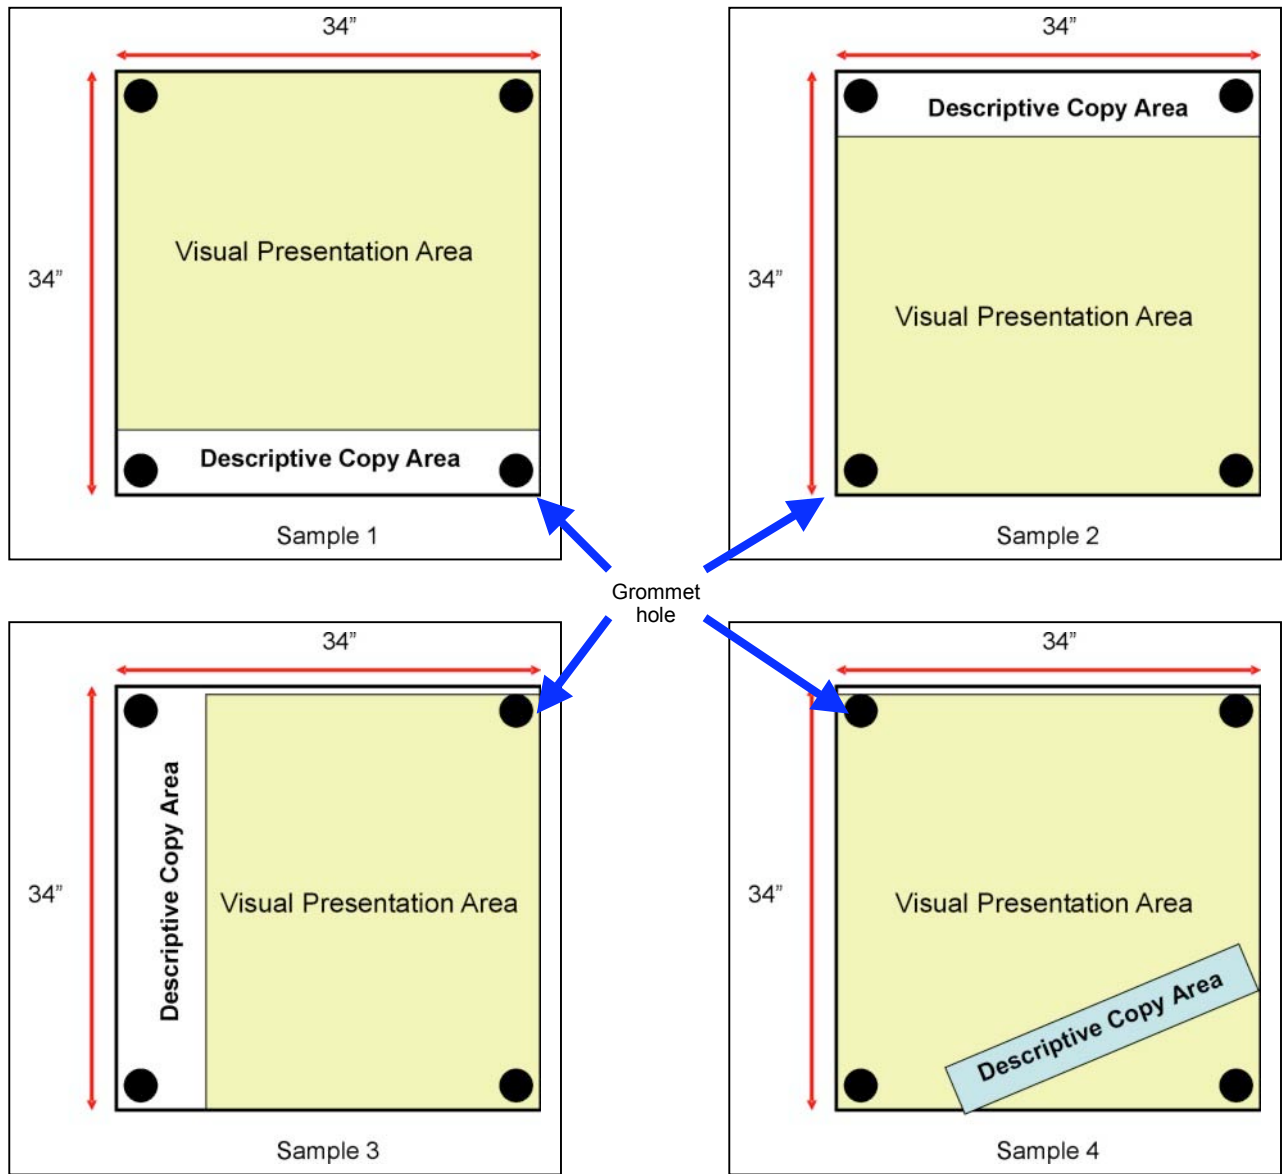 34”
34”
Visual Presentation Area
Descriptive Copy Area
Sample 1
34”
Descriptive Copy Area
34”
Visual Presentation Area
Sample 2
Grommet
hole
34”
34”
Descriptive Copy Area
Visual Presentation Area
Sample 3
34”
34”
Visual Presentation Area
Descriptive Copy Area
Sample 4